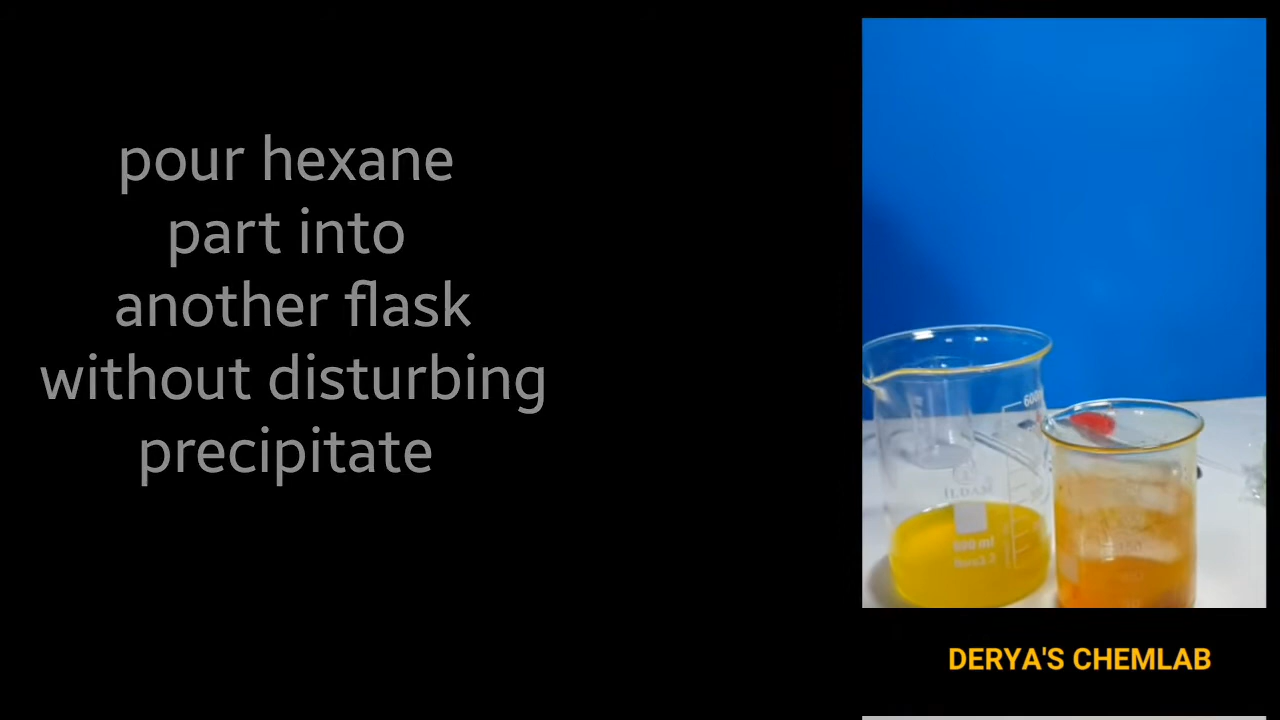 pour hexane
part into
another flask
without disturbing
precipitate
DERYA'S CHEMLAB